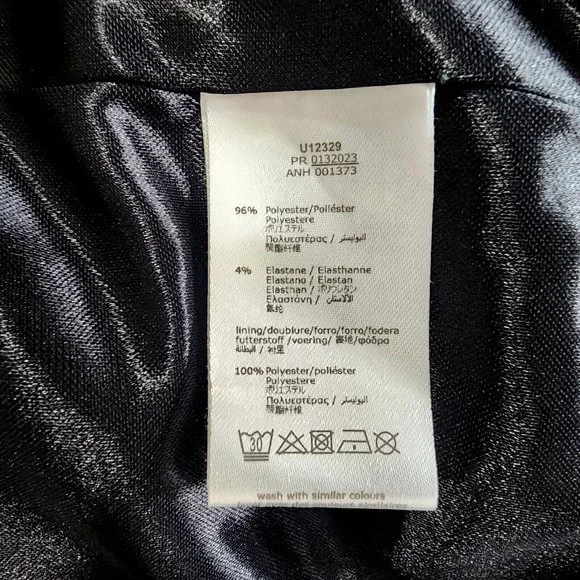 U12329
PR 0132023
ANH 001373
96% Polyester/Poliéster
Polyestere
ポリエステル
Πολυεστέρας / البوليستر
聚酯纤维
4% Elastane / Elasthanne
Elastano / Elastan
Elasthan / ポリウレタン
Ελαστάνη / الألاستان
氨纶
lining/doublure/forro/forro/fodera
futterstoff /voering/ 裏地/φόδρα
البطانة / 衬里
100% Polyester/poliéster
Polyestere
ポリエステル
Πολυεστέρας / البوليستر
聚酯纤维
30
wash with similar colours